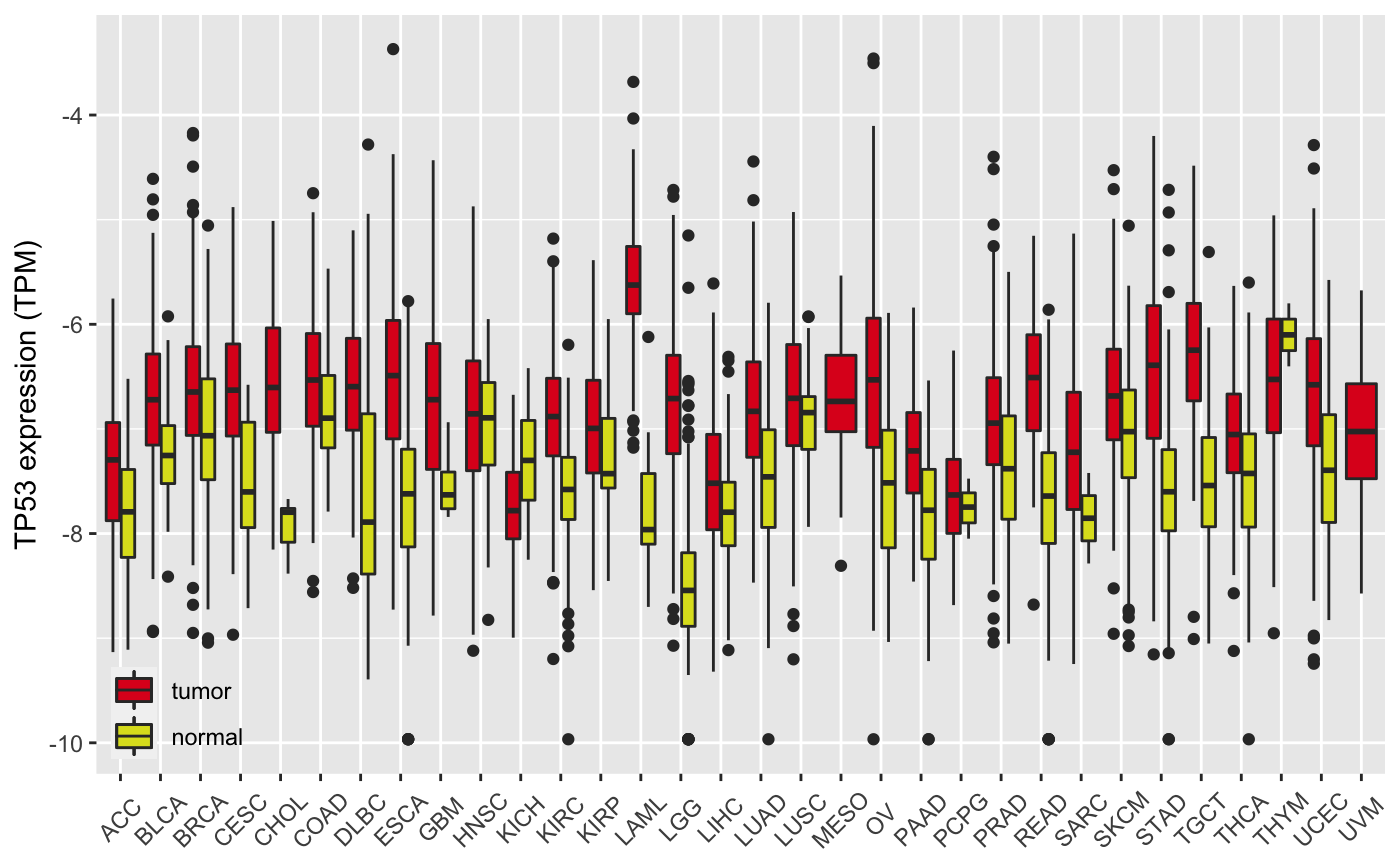 TP53 expression (TPM)
-4
-6
-8
-10
tumor
normal
ACC
BLCA
BRCA
CESC
CHOL
COAD
DLBC
ESCA
GBM
HNSC
KICH
KIRC
KIRP
LAML
LGG
LIHC
LUAD
LUSC
MESO
OV
PAAD
PCPG
PRAD
READ
SARC
SKCM
STAD
TGCT
THCA
THYM
UCEC
UVM